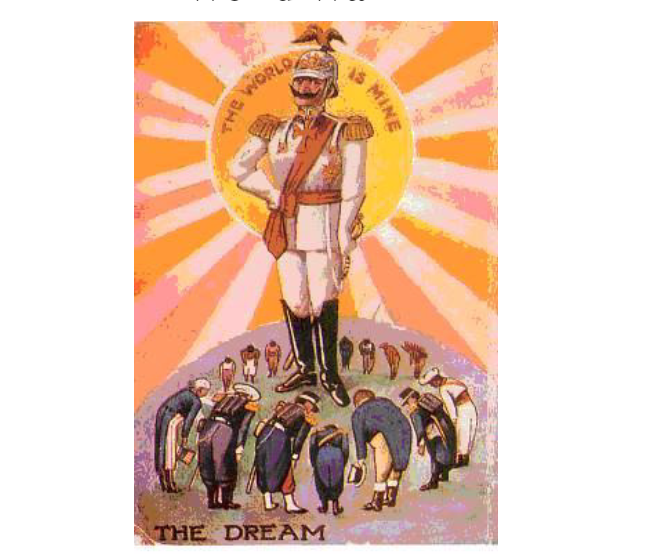 THE WORLD IS MINE
THE DREAM